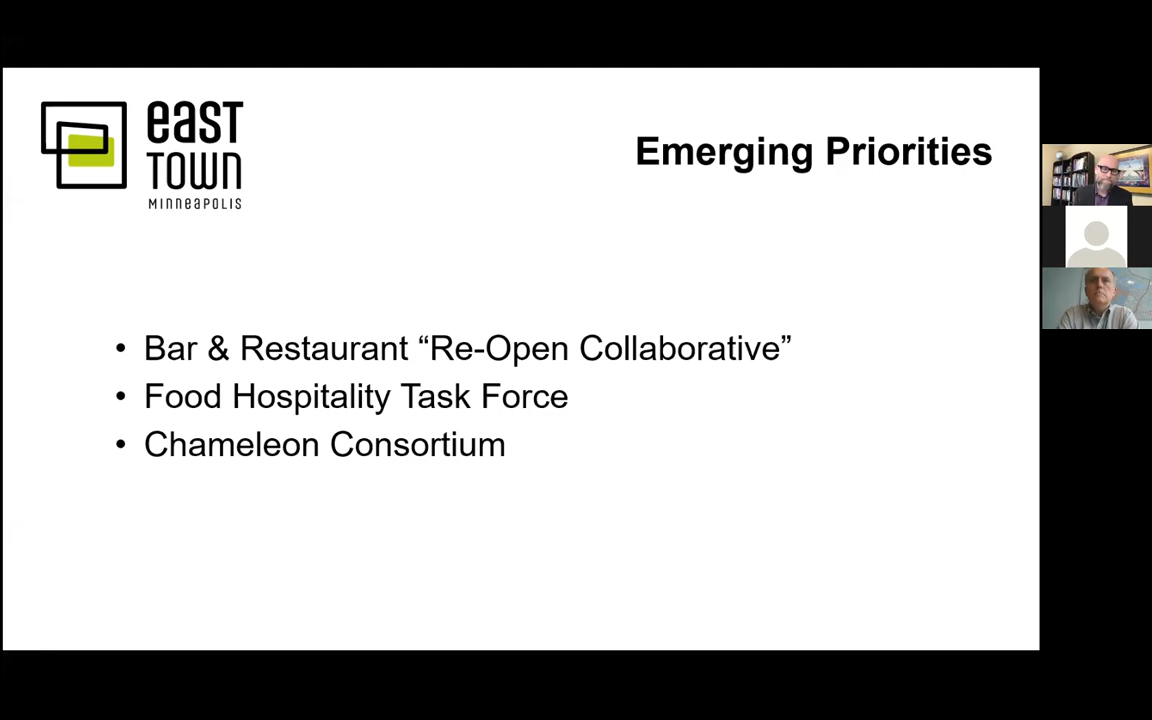 east
TOWN
MINNEAPOLIS
Emerging Priorities
• Bar & Restaurant “Re-Open Collaborative”
• Food Hospitality Task Force
• Chameleon Consortium